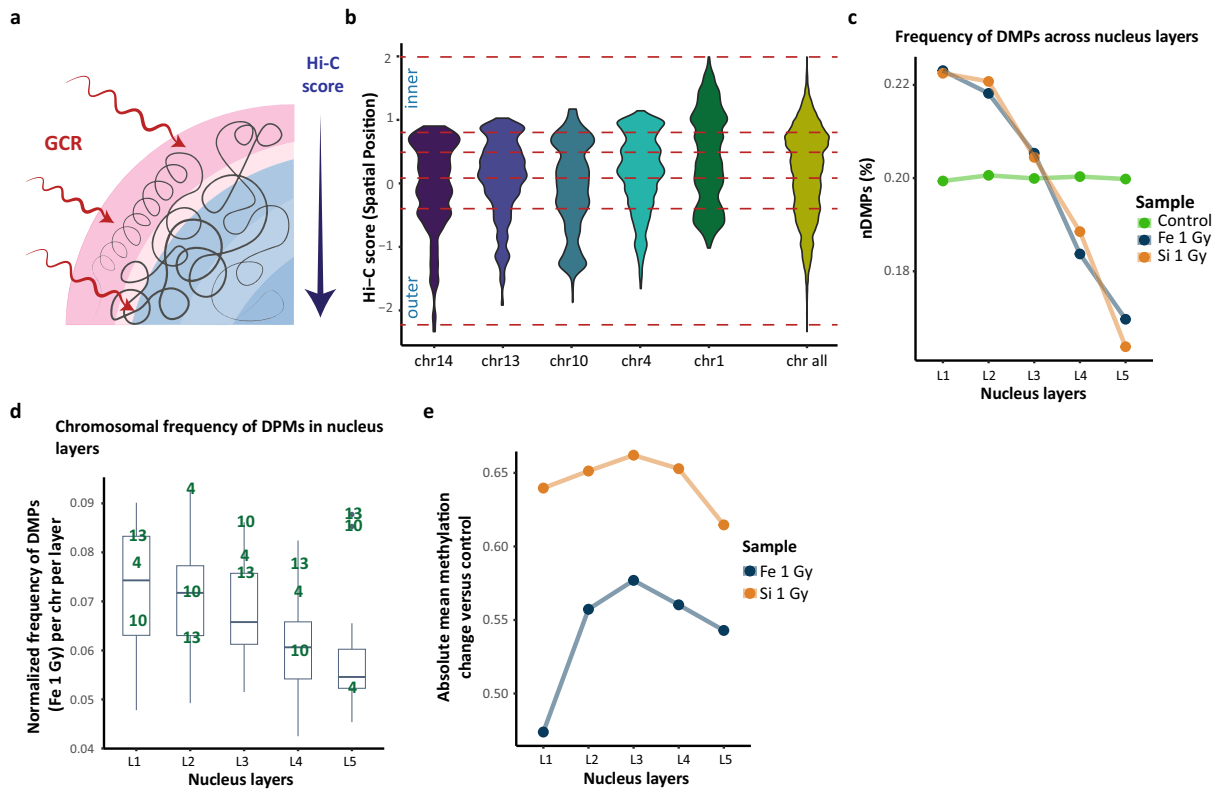 a
Hi-C
score
GCR
b
Hi−C score (Spatial Position)
inner
outer
2
1
0
−1
−2
chr14 chr13 chr10 chr4 chr1 chr all
c
Frequency of DMPs across nucleus layers
nDMPs (%)
0.22
0.20
0.18
L1 L2 L3 L4 L5
Nucleus layers
Sample
Control
Fe 1 Gy
Si 1 Gy
d
Chromosomal frequency of DPMs in nucleus
layers
Normalized frequency of DMPs
(Fe 1 Gy) per chr per layer
0.09
0.08
0.07
0.06
0.05
0.04
13
4
10
4
10
13
10
4
13
13
4
10
13
10
4
L1 L2 L3 L4 L5
Nucleus layers
e
Absolute mean methylation
change versus control
0.65
0.60
0.55
0.50
L1 L2 L3 L4 L5
Nucleus layers
Sample
Fe 1 Gy
Si 1 Gy